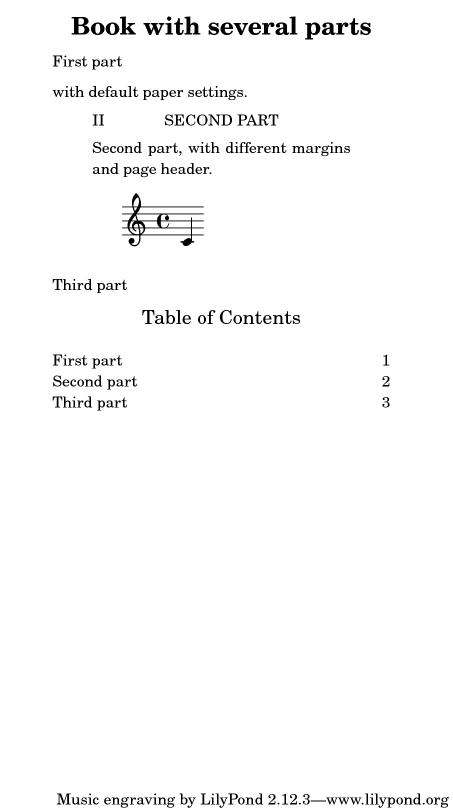 Book with several parts
First part
with default paper settings.
II SECOND PART
Second part, with different margins
and page header.
Third part
Table of Contents
First part 1
Second part 2
Third part 3
Music engraving by LilyPond 2.12.3—www.lilypond.org